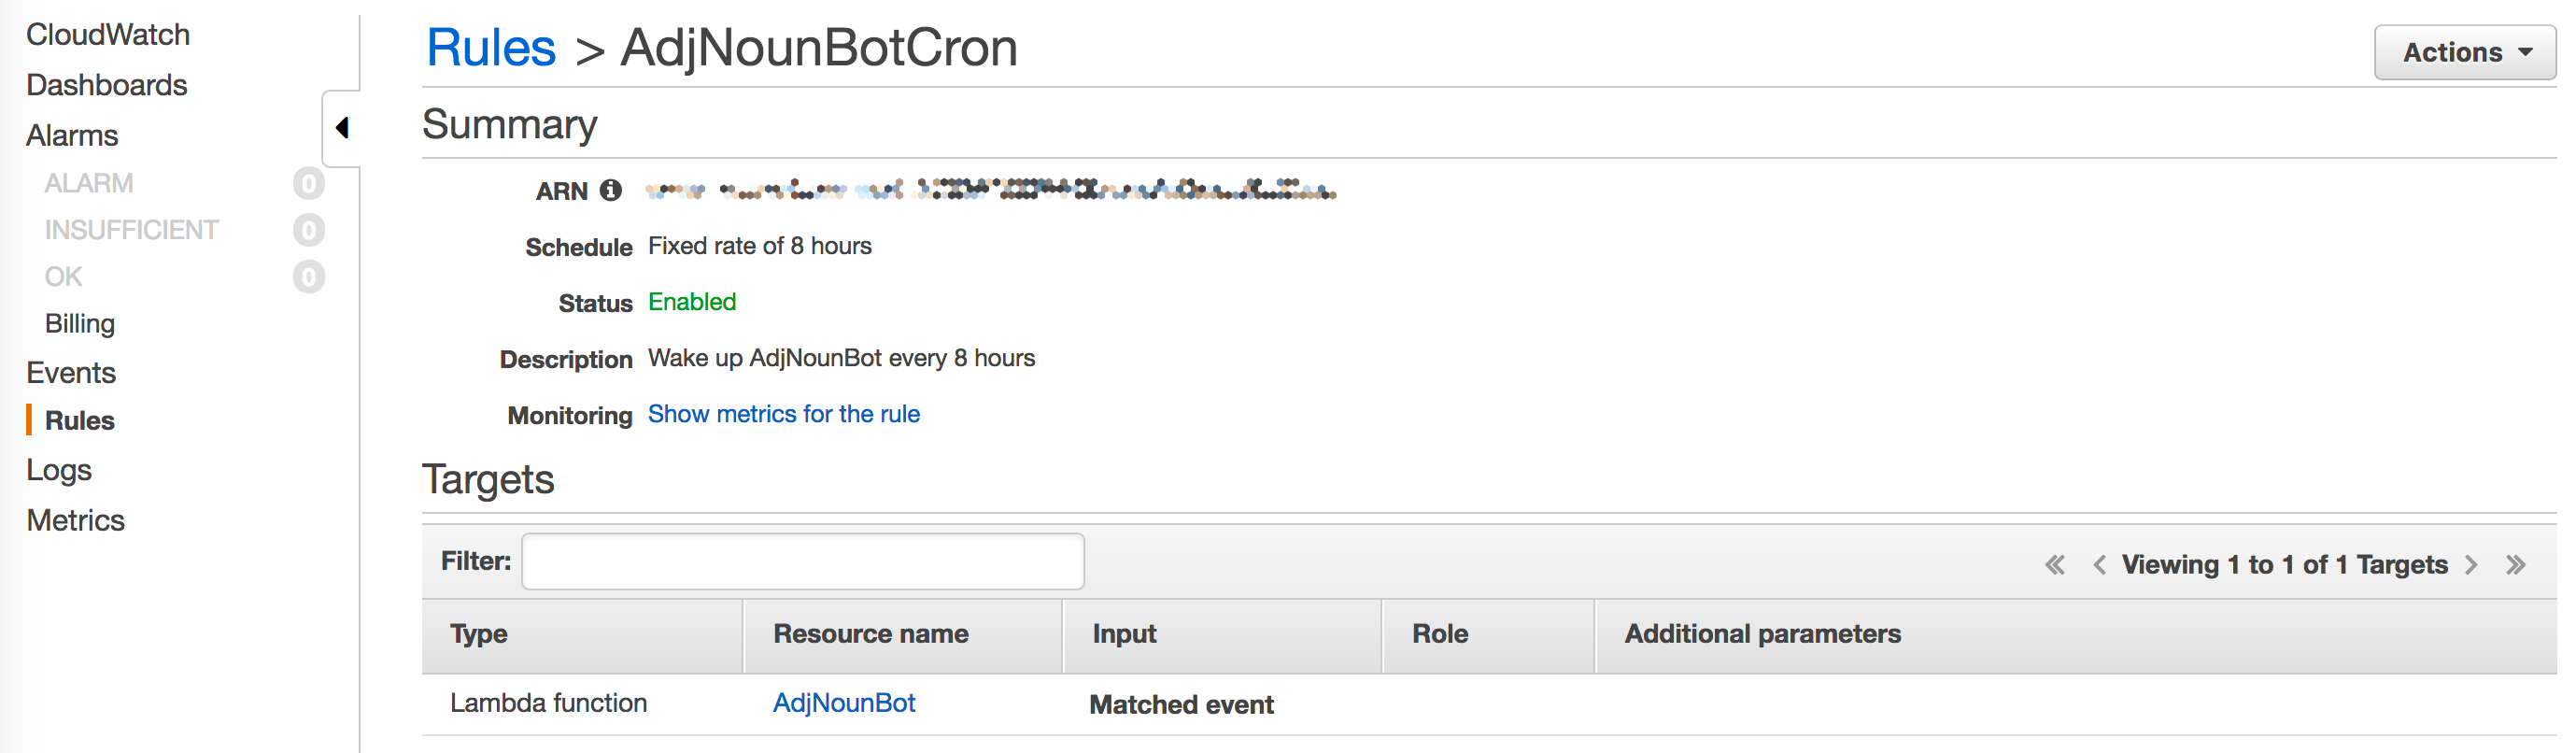 CloudWatch
Dashboards
Alarms
ALARM 0
INSUFFICIENT 0
OK 0
Billing
Events
Rules
Logs
Metrics
Rules > AdjNounBotCron
Actions
Summary
ARN
Schedule Fixed rate of 8 hours
Status Enabled
Description Wake up AdjNounBot every 8 hours
Monitoring Show metrics for the rule
Targets
Filter:
« < Viewing 1 to 1 of 1 Targets > »
Type Resource name Input Role Additional parameters
Lambda function AdjNounBot Matched event